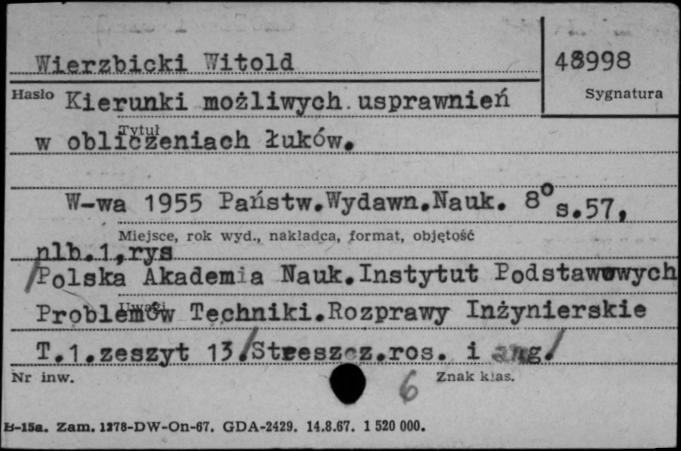 Wierzbicki Witold
48998
Hasło
Sygnatura
Kierunki możliwych usprawnień
Tytuł
w obliczeniach łuków.
W-wa 1955 Państw.Wydawn.Nauk. 8° s.57,
Miejsce, rok wyd., nakładca, format, objętość
nlb.1,rys
/Polska Akademia Nauk.Instytut Podstawowych
Uwagi
Problemów Techniki.Rozprawy Inżynierskie
T.1.zeszyt 13/Streszcz.ros. i ang/
Nr inw.
6
Znak klas.
B-15a. Zam. 1278-DW-On-67. GDA-2429. 14.8.67. 1 520 000.